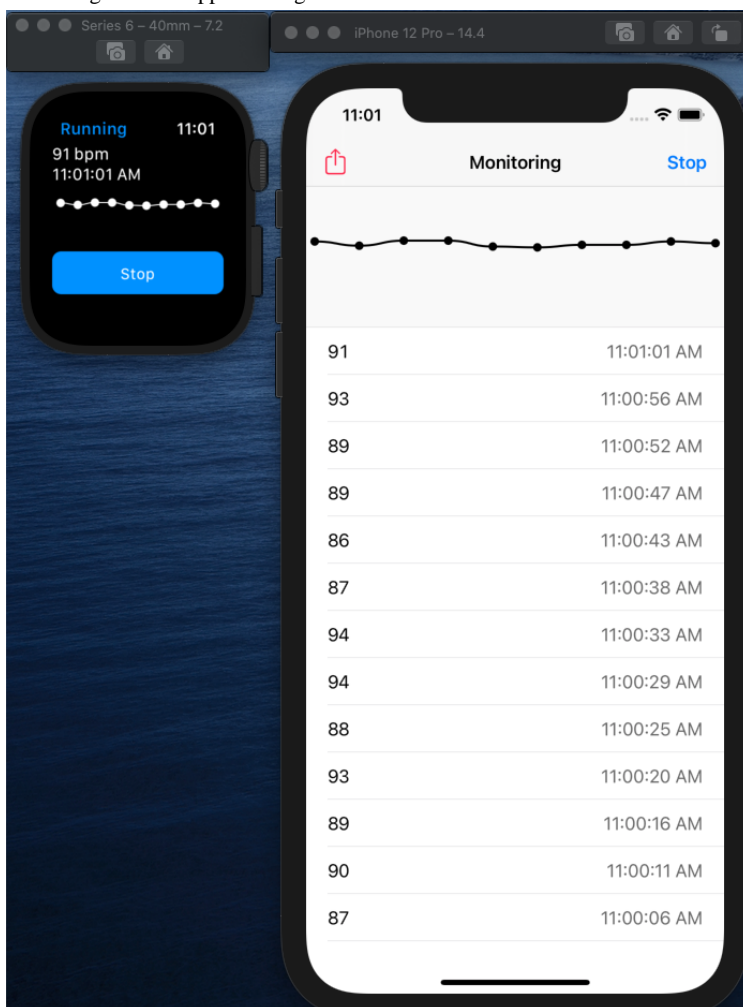 Series 6 – 40mm – 7.2
iPhone 12 Pro – 14.4
Running 11:01
91 bpm
11:01:01 AM
Stop
11:01
Monitoring Stop
91 11:01:01 AM
93 11:00:56 AM
89 11:00:52 AM
89 11:00:47 AM
86 11:00:43 AM
87 11:00:38 AM
94 11:00:33 AM
94 11:00:29 AM
88 11:00:25 AM
93 11:00:20 AM
89 11:00:16 AM
90 11:00:11 AM
87 11:00:06 AM